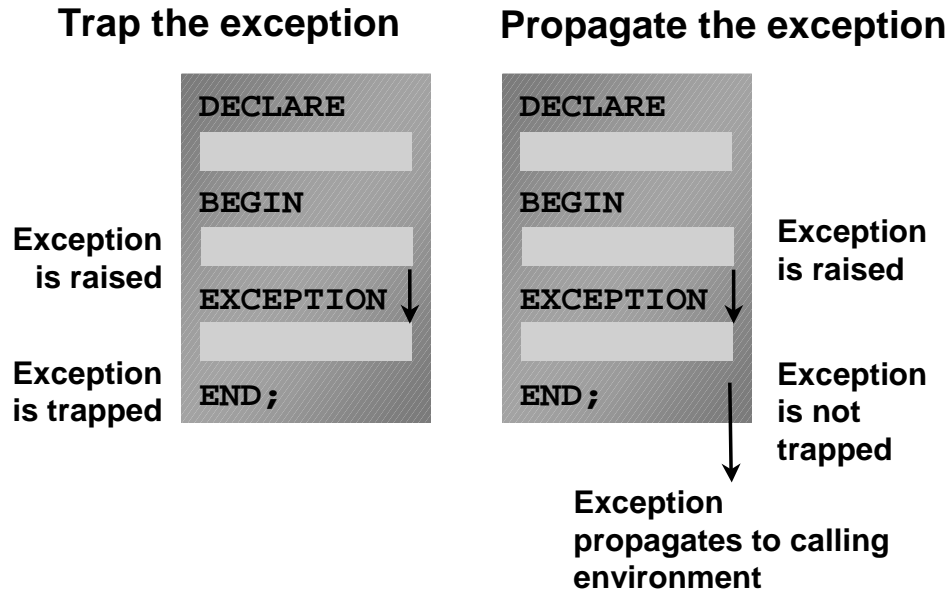 Trap the exception
DECLARE
BEGIN
Exception
is raised
EXCEPTION
Exception
is trapped
END;
Propagate the exception
DECLARE
BEGIN
Exception
is raised
EXCEPTION
Exception
is not
trapped
END;
Exception
propagates to calling
environment